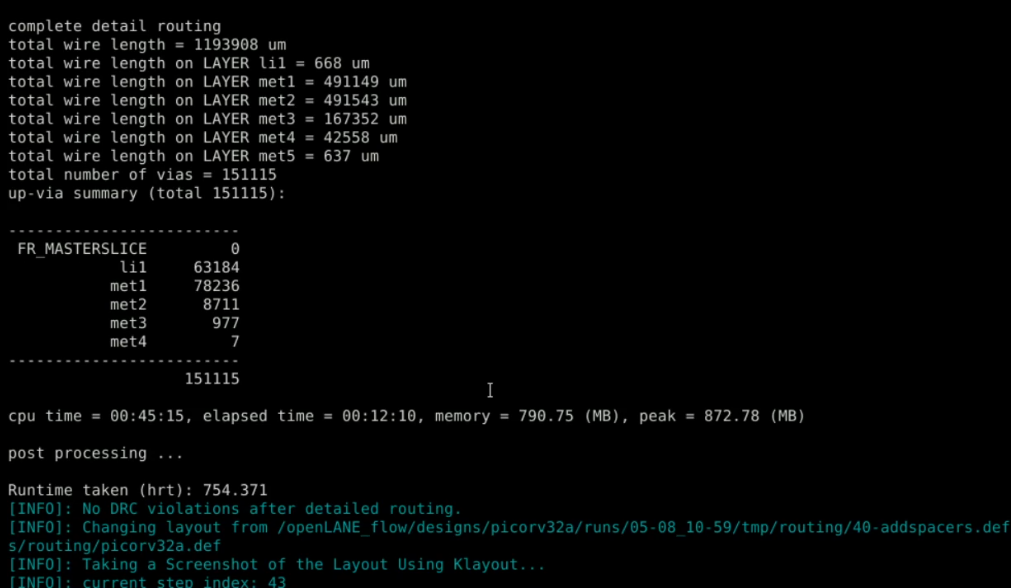 complete detail routing
total wire length = 1193908 um
total wire length on LAYER li1 = 668 um
total wire length on LAYER met1 = 491149 um
total wire length on LAYER met2 = 491543 um
total wire length on LAYER met3 = 167352 um
total wire length on LAYER met4 = 42558 um
total wire length on LAYER met5 = 637 um
total number of vias = 151115
up-via summary (total 151115):
-------------------------
FR_MASTERSLICE 0
li1 63184
met1 78236
met2 8711
met3 977
met4 7
-------------------------
151115
cpu time = 00:45:15, elapsed time = 00:12:10, memory = 790.75 (MB), peak = 872.78 (MB)
post processing ...
Runtime taken (hrt): 754.371
[INFO]: No DRC violations after detailed routing.
[INFO]: Changing layout from /openLANE_flow/designs/picorv32a/runs/05-08_10-59/tmp/routing/40-addspacers.def
s/routing/picorv32a.def
[INFO]: Taking a Screenshot of the Layout Using Klayout...
[INFO]: current step index: 43